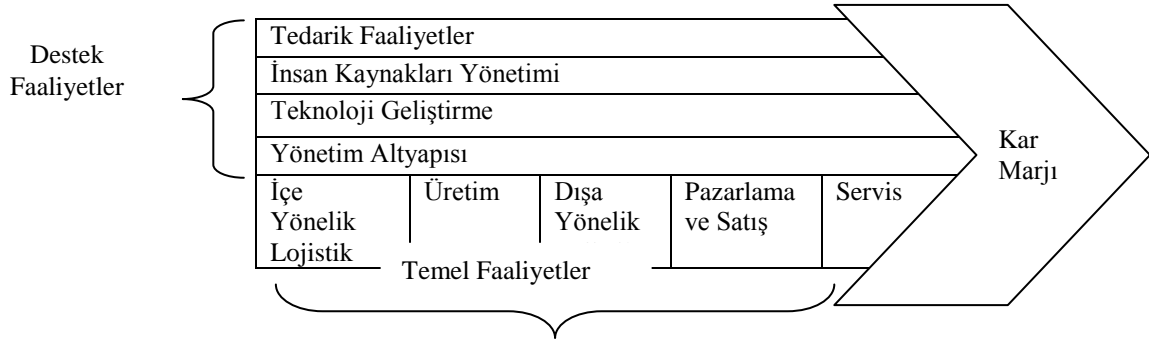 Destek
Faaliyetler
Tedarik Faaliyetler
İnsan Kaynakları Yönetimi
Teknoloji Geliştirme
Yönetim Altyapısı
İçe
Yönelik
Lojistik
Üretim
Dışa
Yönelik
Pazarlama
ve Satış
Servis
Temel Faaliyetler
Kar
Marjı